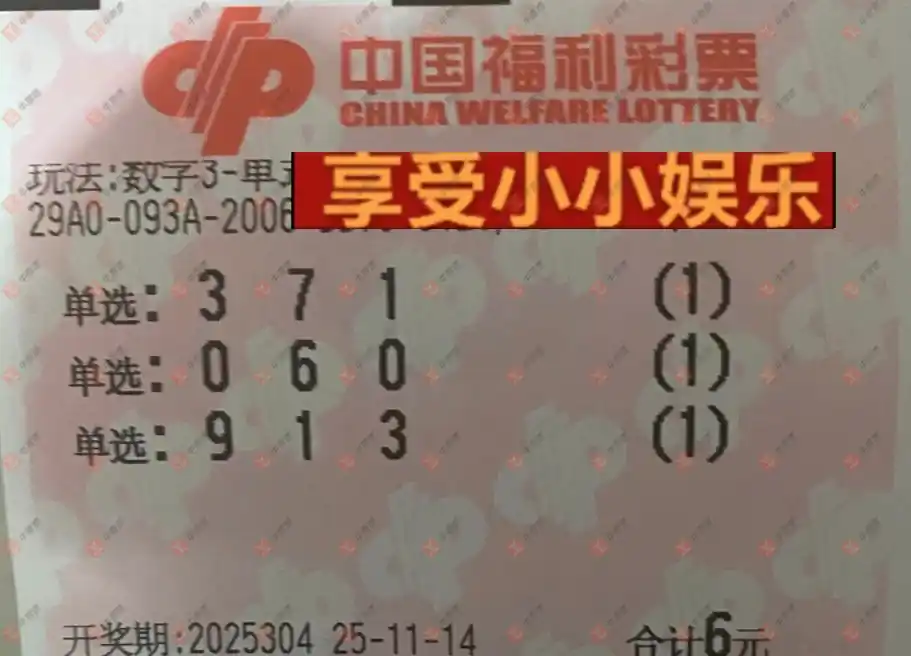 中国福利彩票
CHINA WELFARE LOTTERY
玩法:数字3-单
享受小小娱乐
29A0-093A-2006
单选: 3 7 1 (1)
单选: 0 6 0 (1)
单选: 9 1 3 (1)
开奖期:2025304 25-11-14 合计6元